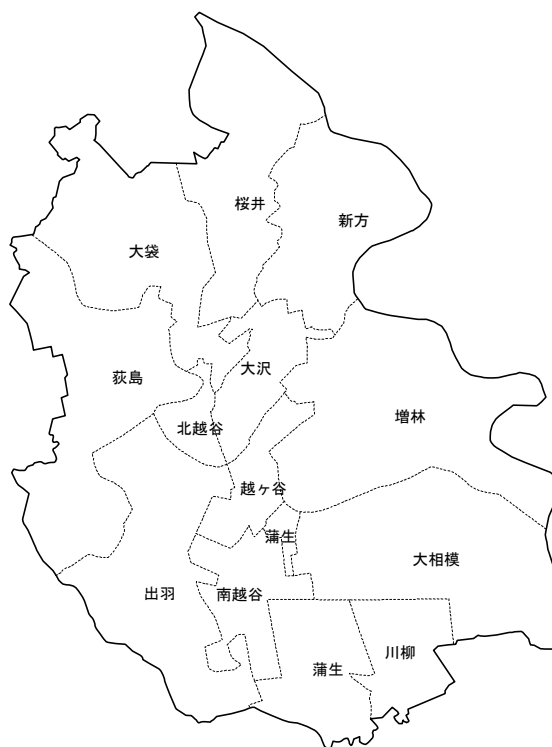 桜井
新方
大袋
大沢
荻島
増林
北越谷
越ヶ谷
蒲生
大相模
出羽
南越谷
川柳
蒲生